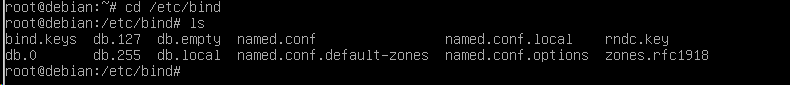 root@debian:~# cd /etc/bind
root@debian:/etc/bind# ls
bind.keys  db.127  db.empty  named.conf                named.conf.local    rndc.key
db.0       db.255  db.local  named.conf.default-zones  named.conf.options  zones.rfc1918
root@debian:/etc/bind#